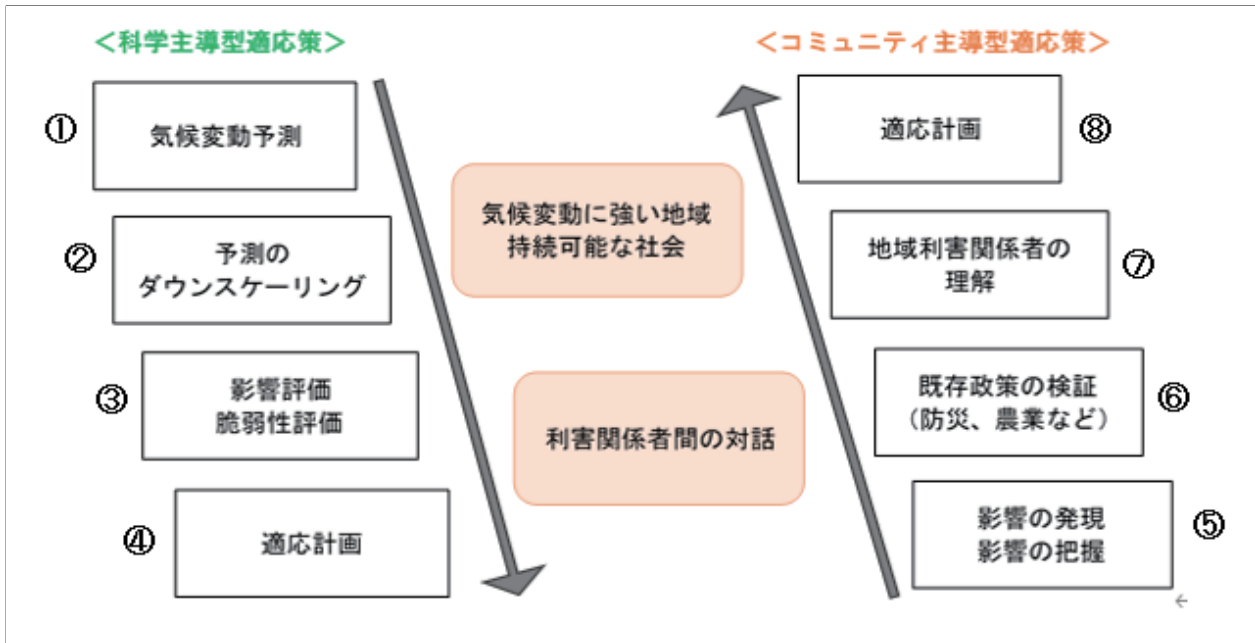 <科学主導型適応策>
①
気候変動予測
②
予測の
ダウンスケーリング
③
影響評価
脆弱性評価
④
適応計画
気候変動に強い地域
持続可能な社会
利害関係者間の対話
<コミュニティ主導型適応策>
適応計画
⑧
地域利害関係者の
理解
⑦
既存政策の検証
(防災、農業など)
⑥
影響の発現
影響の把握
⑤